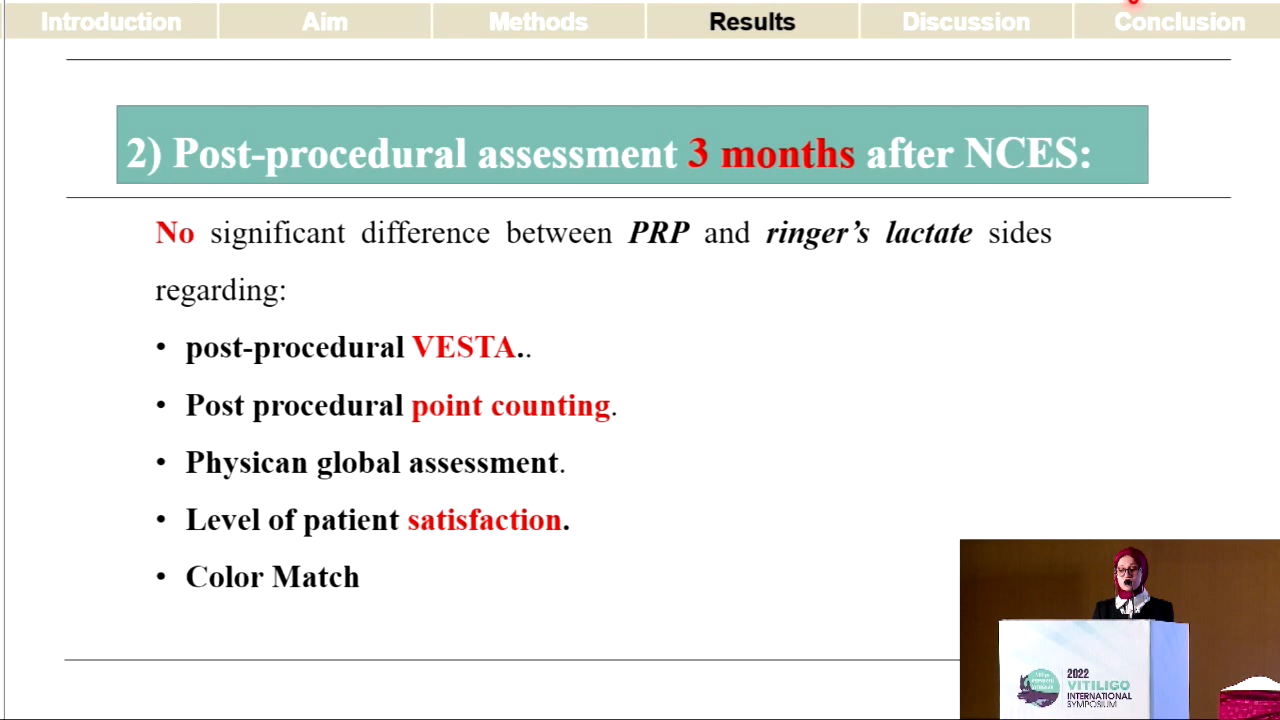 Introduction Aim Methods Results Discussion Conclusion
2) Post-procedural assessment 3 months after NCES:
No significant difference between PRP and ringer’s lactate sides
regarding:
• post-procedural VESTA..
• Post procedural point counting.
• Physican global assessment.
• Level of patient satisfaction.
• Color Match
2022
VITILIGO
INTERNATIONAL
SYMPOSIUM